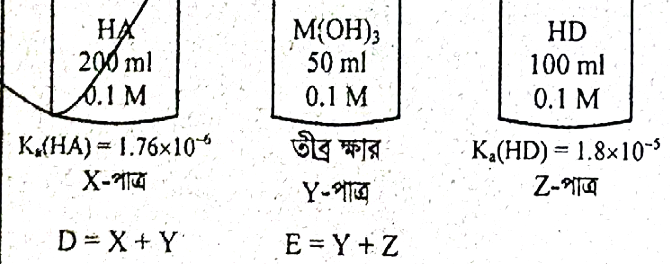 HA M(OH)₃ HD
200 ml 50 ml 100 ml
0.1 M 0.1 M 0.1 M
Kₐ(HA) = 1.76×10⁻⁶ তীব্র ক্ষার Kₐ(HD) = 1.8×10⁻⁵
X-পাত্র Y-পাত্র Z-পাত্র
D = X + Y E = Y + Z